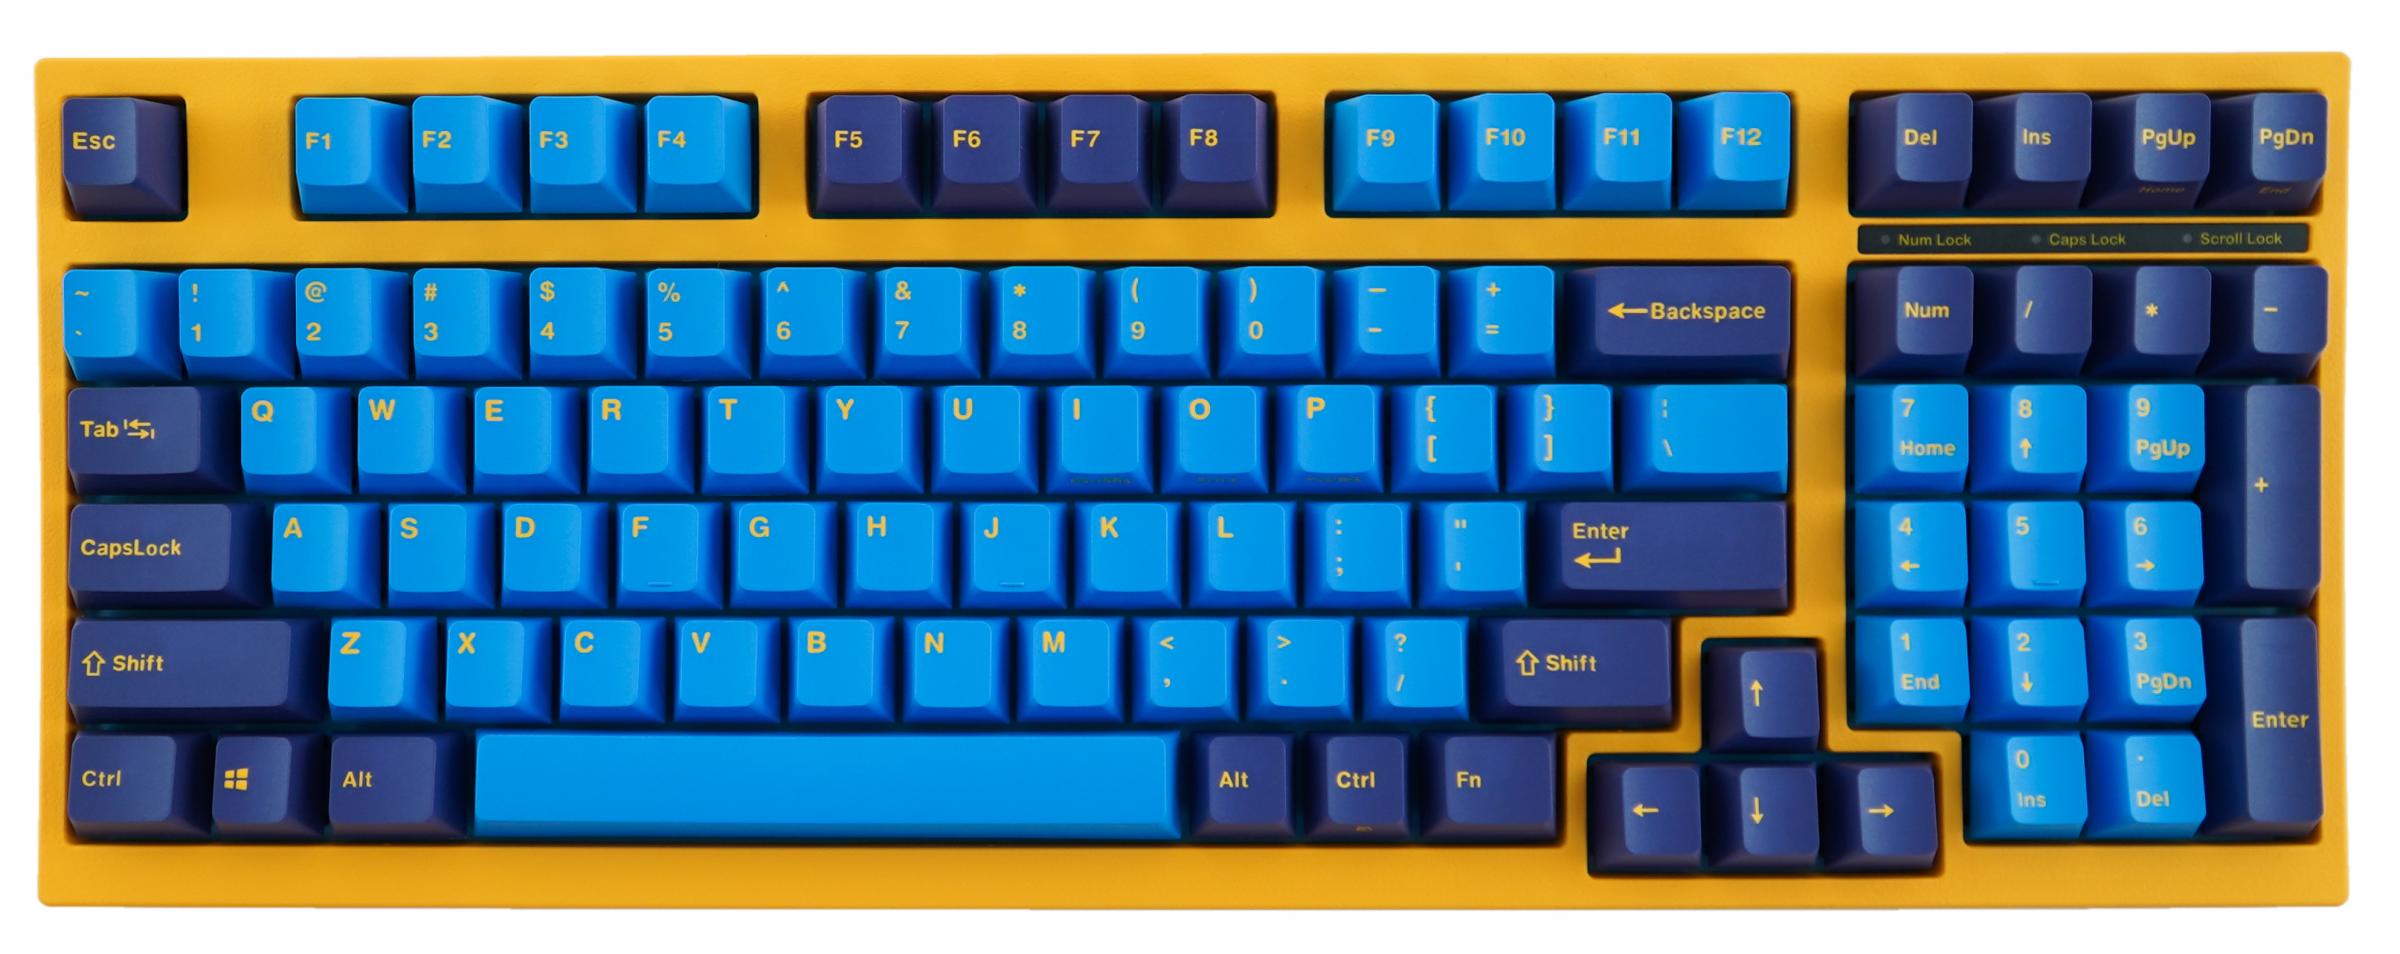 Esc F1 F2 F3 F4 F5 F6 F7 F8 F9 F10 F11 F12 Del Ins PgUp PgDn
Home End
Num Lock Caps Lock Scroll Lock
~ ! @ # $ % ^ & * ( ) — +
` 1 2 3 4 5 6 7 8 9 0 - =
←Backspace Num / * -
Tab Q W E R T Y U I O P { } ¦
[ ] \
7 8 9
Home ↑ PgUp
+
CapsLock A S D F G H J K L : "
; '
Enter
↵
4 5 6
← →
⇧ Shift Z X C V B N M < > ?
, . /
⇧ Shift
↑
1 2 3
End ↓ PgDn
Enter
Ctrl Alt Alt Ctrl Fn
← ↓ →
0 .
Ins Del